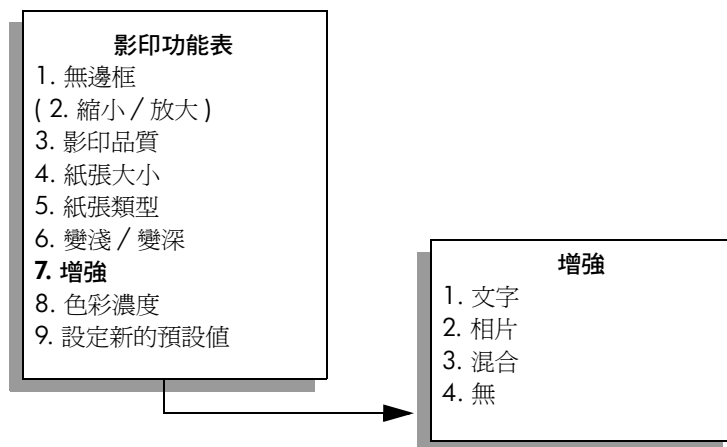 影印功能表
1. 無邊框
( 2. 縮小 / 放大 )
3. 影印品質
4. 紙張大小
5. 紙張類型
6. 變淺 / 變深
7. 增強
8. 色彩濃度
9. 設定新的預設值
增強
1. 文字
2. 相片
3. 混合
4. 無